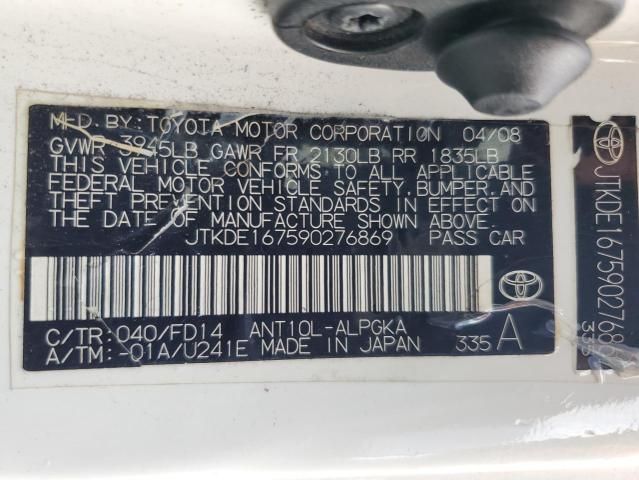 MFD. BY: TOYOTA MOTOR CORPORATION 04/08
GVWR 3945LB GAWR FR 2130LB RR 1835LB
THIS VEHICLE CONFORMS TO ALL APPLICABLE
FEDERAL MOTOR VEHICLE SAFETY, BUMPER, AND
THEFT PREVENTION STANDARDS IN EFFECT ON
THE DATE OF MANUFACTURE SHOWN ABOVE.
JTKDE167590276869 PASS CAR
C/TR: 040/FD14 ANT10L-ALPGKA
A/TM: -01A/U241E MADE IN JAPAN 335 A
JTKDE1675902768
335